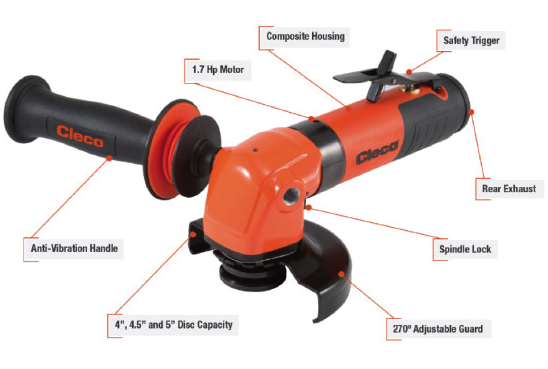 Composite Housing
Safety Trigger
1.7 Hp Motor
Cleco
Cleco
Rear Exhaust
Anti-Vibration Handle
Spindle Lock
4”, 4.5” and 5” Disc Capacity
270º Adjustable Guard